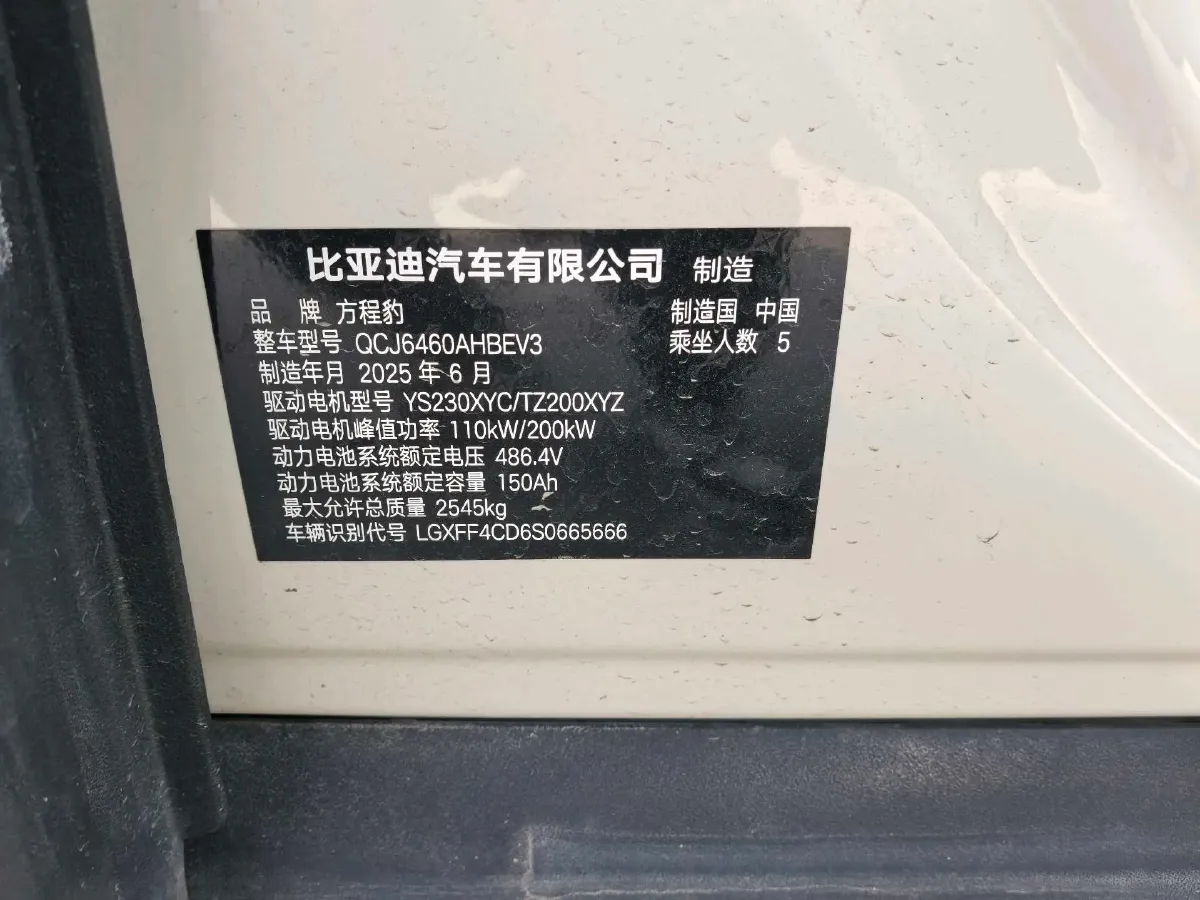 比亚迪汽车有限公司 制造
品 牌 方程豹 制造国 中国
整车型号 QCJ6460AHBEV3 乘坐人数 5
制造年月 2025 年 6 月
驱动电机型号 YS230XYC/TZ200XYZ
驱动电机峰值功率 110kW/200kW
动力电池系统额定电压 486.4V
动力电池系统额定容量 150Ah
最大允许总质量 2545kg
车辆识别代号 LGXFF4CD6S0665666